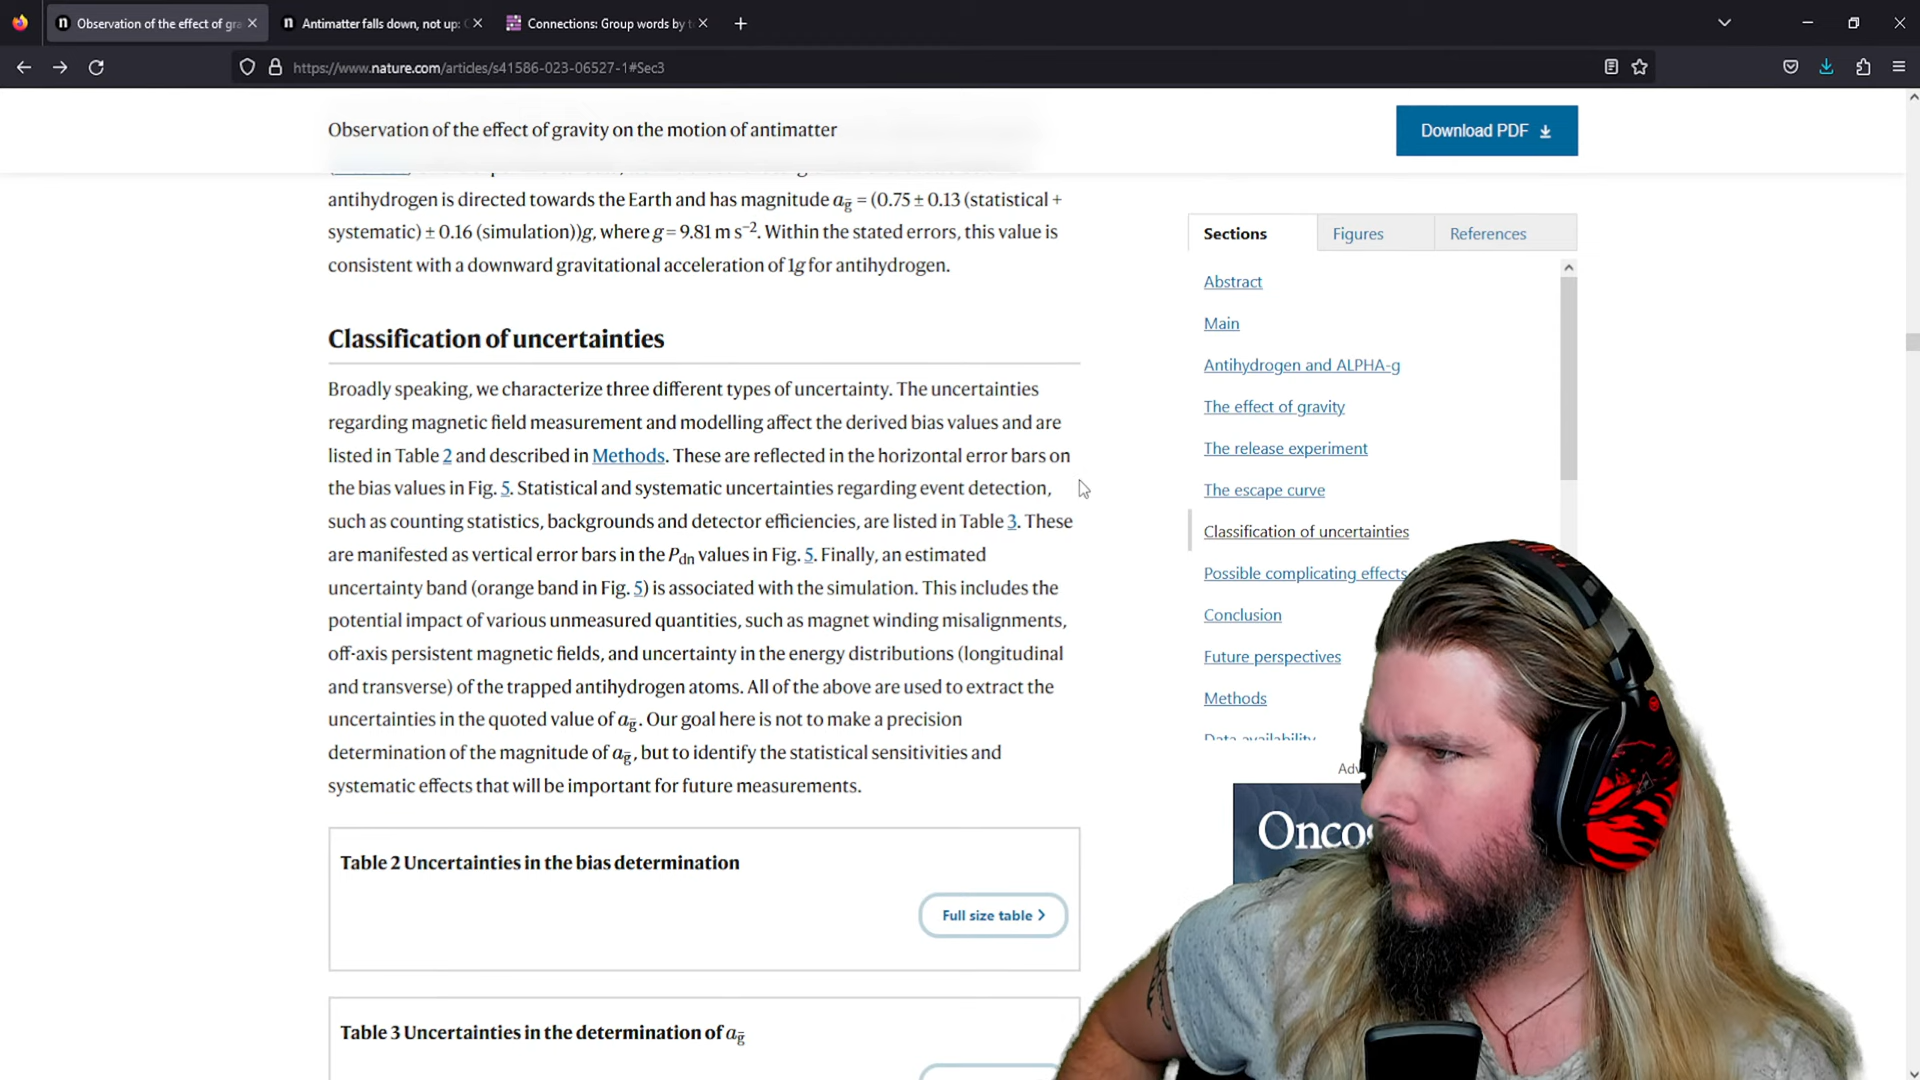 Observation of the effect of gra
Antimatter falls down, not up:
Connections: Group words by t
https://www.nature.com/articles/s41586-023-06527-1#Sec3
Observation of the effect of gravity on the motion of antimatter
Download PDF
antihydrogen is directed towards the Earth and has magnitude aḡ = (0.75 ± 0.13 (statistical +
systematic) ± 0.16 (simulation))g, where g = 9.81 m s−2. Within the stated errors, this value is
consistent with a downward gravitational acceleration of 1g for antihydrogen.
Classification of uncertainties
Broadly speaking, we characterize three different types of uncertainty. The uncertainties
regarding magnetic field measurement and modelling affect the derived bias values and are
listed in Table 2 and described in Methods. These are reflected in the horizontal error bars on
the bias values in Fig. 5. Statistical and systematic uncertainties regarding event detection,
such as counting statistics, backgrounds and detector efficiencies, are listed in Table 3. These
are manifested as vertical error bars in the Pdn values in Fig. 5. Finally, an estimated
uncertainty band (orange band in Fig. 5) is associated with the simulation. This includes the
potential impact of various unmeasured quantities, such as magnet winding misalignments,
off-axis persistent magnetic fields, and uncertainty in the energy distributions (longitudinal
and transverse) of the trapped antihydrogen atoms. All of the above are used to extract the
uncertainties in the quoted value of aḡ. Our goal here is not to make a precision
determination of the magnitude of aḡ, but to identify the statistical sensitivities and
systematic effects that will be important for future measurements.
Table 2 Uncertainties in the bias determination
Full size table
Table 3 Uncertainties in the determination of aḡ
Sections
Figures
References
Abstract
Main
Antihydrogen and ALPHA-g
The effect of gravity
The release experiment
The escape curve
Classification of uncertainties
Possible complicating effects
Conclusion
Future perspectives
Methods
Data availability
Adv
Oncos